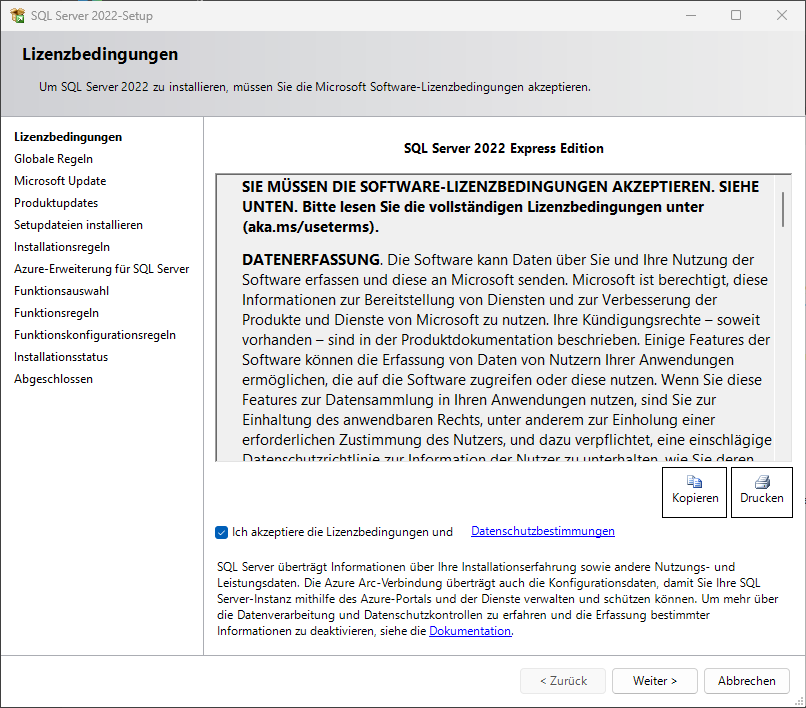 SQL Server 2022-Setup
Lizenzbedingungen
Um SQL Server 2022 zu installieren, müssen Sie die Microsoft Software-Lizenzbedingungen akzeptieren.
Lizenzbedingungen
Globale Regeln
Microsoft Update
Produktupdates
Setupdateien installieren
Installationsregeln
Azure-Erweiterung für SQL Server
Funktionsauswahl
Funktionsregeln
Funktionskonfigurationsregeln
Installationsstatus
Abgeschlossen
SQL Server 2022 Express Edition
SIE MÜSSEN DIE SOFTWARE-LIZENZBEDINGUNGEN AKZEPTIEREN. SIEHE
UNTEN. Bitte lesen Sie die vollständigen Lizenzbedingungen unter
(aka.ms/useterms).
DATENERFASSUNG. Die Software kann Daten über Sie und Ihre Nutzung der
Software erfassen und diese an Microsoft senden. Microsoft ist berechtigt, diese
Informationen zur Bereitstellung von Diensten und zur Verbesserung der
Produkte und Dienste von Microsoft zu nutzen. Ihre Kündigungsrechte – soweit
vorhanden – sind in der Produktdokumentation beschrieben. Einige Features der
Software können die Erfassung von Daten von Nutzern Ihrer Anwendungen
ermöglichen, die auf die Software zugreifen oder diese nutzen. Wenn Sie diese
Features zur Datensammlung in Ihren Anwendungen nutzen, sind Sie zur
Einhaltung des anwendbaren Rechts, unter anderem zur Einholung einer
erforderlichen Zustimmung des Nutzers, und dazu verpflichtet, eine einschlägige
Datenschutzrichtlinie zur Information der Nutzer zu unterhalten, wie Sie deren
Kopieren
Drucken
Ich akzeptiere die Lizenzbedingungen und Datenschutzbestimmungen
SQL Server überträgt Informationen über Ihre Installationserfahrung sowie andere Nutzungs- und
Leistungsdaten. Die Azure Arc-Verbindung überträgt auch die Konfigurationsdaten, damit Sie Ihre SQL
Server-Instanz mithilfe des Azure-Portals und der Dienste verwalten und schützen können. Um mehr über
die Datenverarbeitung und Datenschutzkontrollen zu erfahren und die Erfassung bestimmter
Informationen zu deaktivieren, siehe die Dokumentation.
< Zurück
Weiter >
Abbrechen